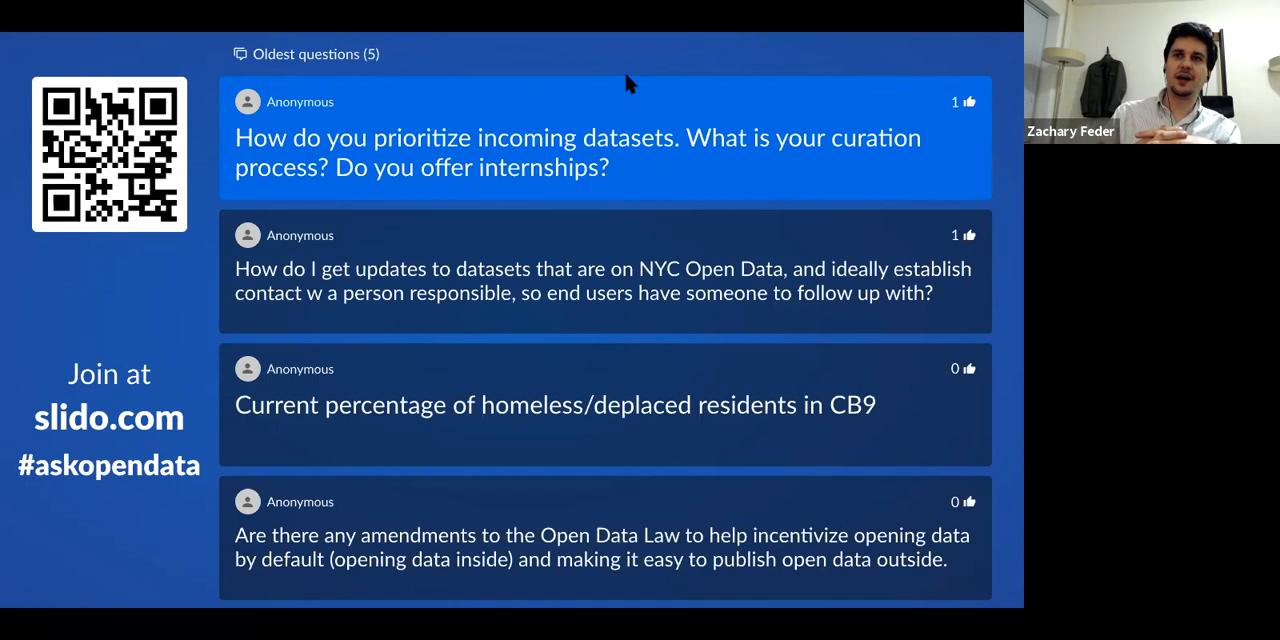 Oldest questions (5)
Anonymous
1
How do you prioritize incoming datasets. What is your curation
process? Do you offer internships?
Anonymous
1
How do I get updates to datasets that are on NYC Open Data, and ideally establish
contact w a person responsible, so end users have someone to follow up with?
Anonymous
0
Current percentage of homeless/deplaced residents in CB9
Anonymous
0
Are there any amendments to the Open Data Law to help incentivize opening data
by default (opening data inside) and making it easy to publish open data outside.
Join at
slido.com
#askopendata
Zachary Feder